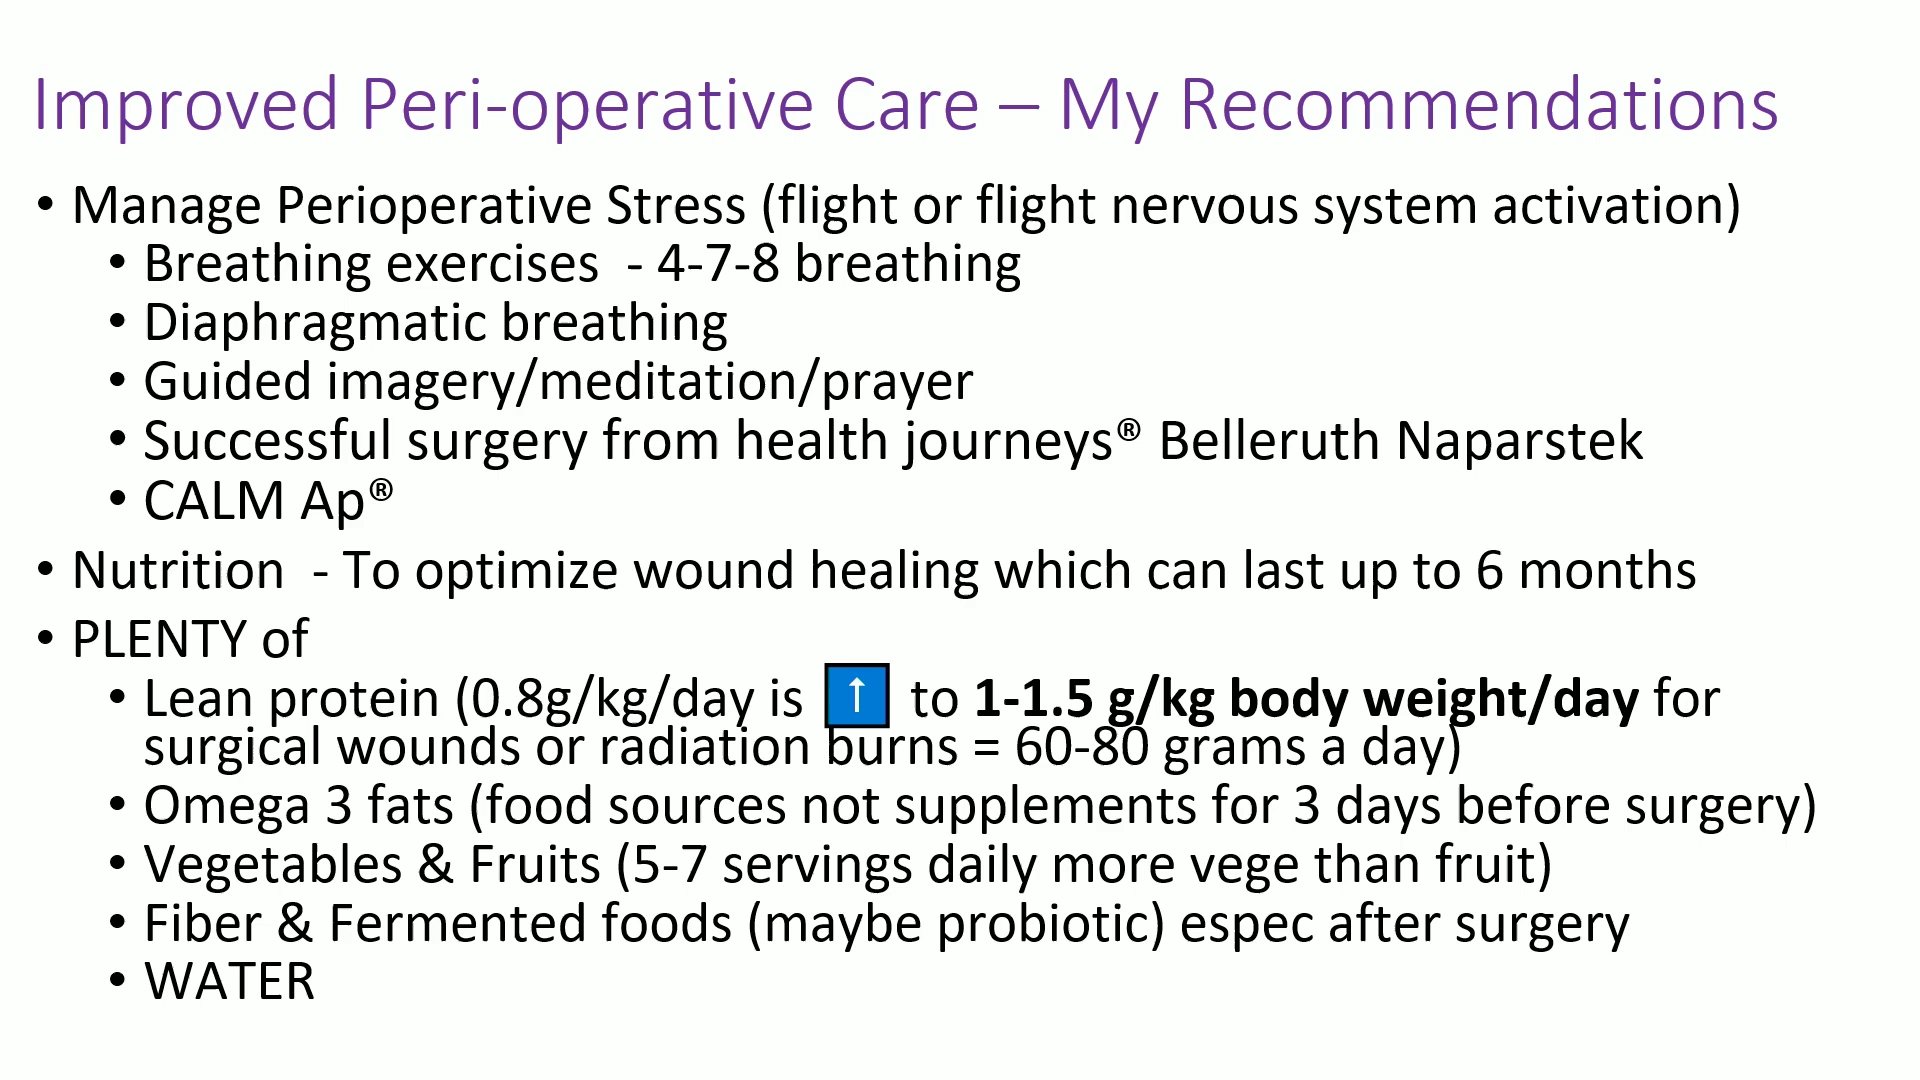 Improved Peri-operative Care – My Recommendations
• Manage Perioperative Stress (flight or flight nervous system activation)
• Breathing exercises  - 4-7-8 breathing
• Diaphragmatic breathing
• Guided imagery/meditation/prayer
• Successful surgery from health journeys® Belleruth Naparstek
• CALM Ap®
• Nutrition  - To optimize wound healing which can last up to 6 months
• PLENTY of
• Lean protein (0.8g/kg/day is ↑ to 1-1.5 g/kg body weight/day for
surgical wounds or radiation burns = 60-80 grams a day)
• Omega 3 fats (food sources not supplements for 3 days before surgery)
• Vegetables & Fruits (5-7 servings daily more vege than fruit)
• Fiber & Fermented foods (maybe probiotic) espec after surgery
• WATER